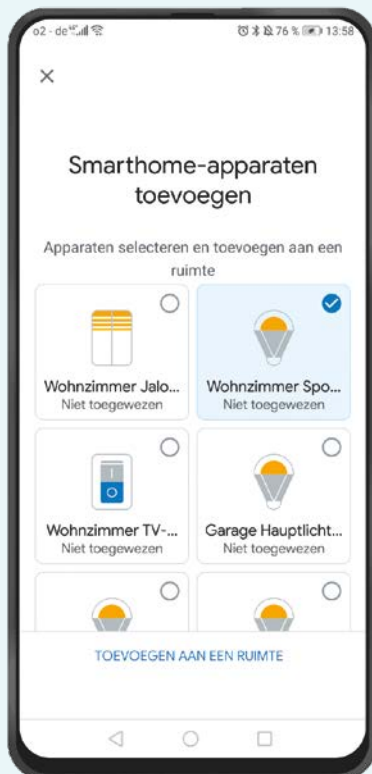 o2 - de 76 % 13:58
Smarthome-apparaten
toevoegen
Apparaten selecteren en toevoegen aan een
ruimte
Wohnzimmer Jalo...
Niet toegewezen
Wohnzimmer Spo...
Niet toegewezen
Wohnzimmer TV-...
Niet toegewezen
Garage Hauptlicht...
Niet toegewezen
TOEVOEGEN AAN EEN RUIMTE